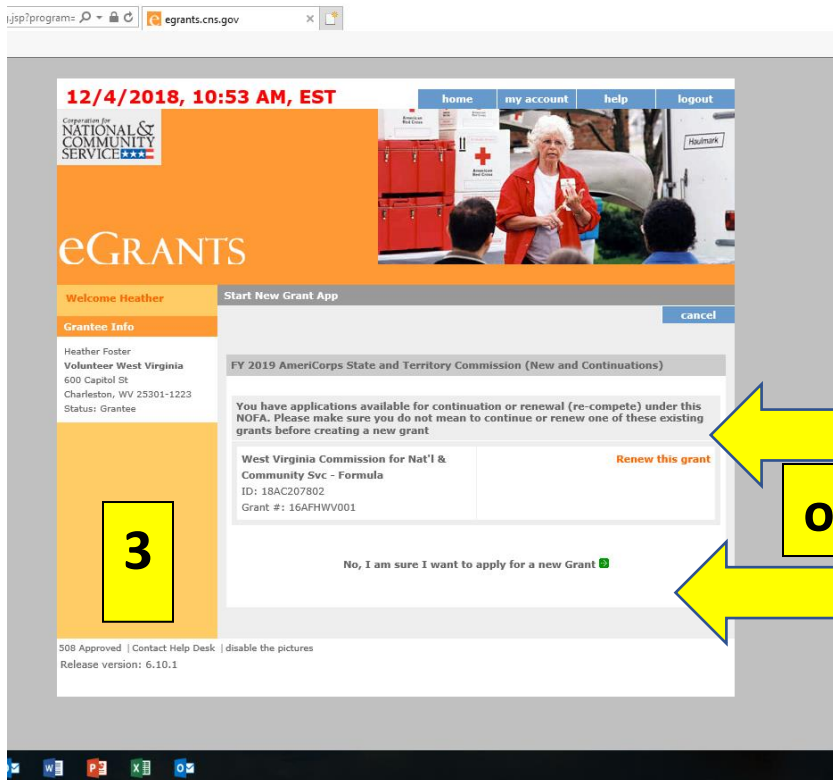 .jsp?program=
egrants.cns.gov
12/4/2018, 10:53 AM, EST
home my account help logout
Corporation for
NATIONAL &
COMMUNITY
SERVICE
American
Red Cross
Haulmark
eGRANTS
Welcome Heather
Start New Grant App
cancel
Grantee Info
Heather Foster
Volunteer West Virginia
600 Capitol St
Charleston, WV 25301-1223
Status: Grantee
FY 2019 AmeriCorps State and Territory Commission (New and Continuations)
You have applications available for continuation or renewal (re-compete) under this
NOFA. Please make sure you do not mean to continue or renew one of these existing
grants before creating a new grant
West Virginia Commission for Nat'l &
Community Svc - Formula
ID: 18AC207802
Grant #: 16AFHWV001
Renew this grant
o
3
No, I am sure I want to apply for a new Grant
508 Approved | Contact Help Desk | disable the pictures
Release version: 6.10.1